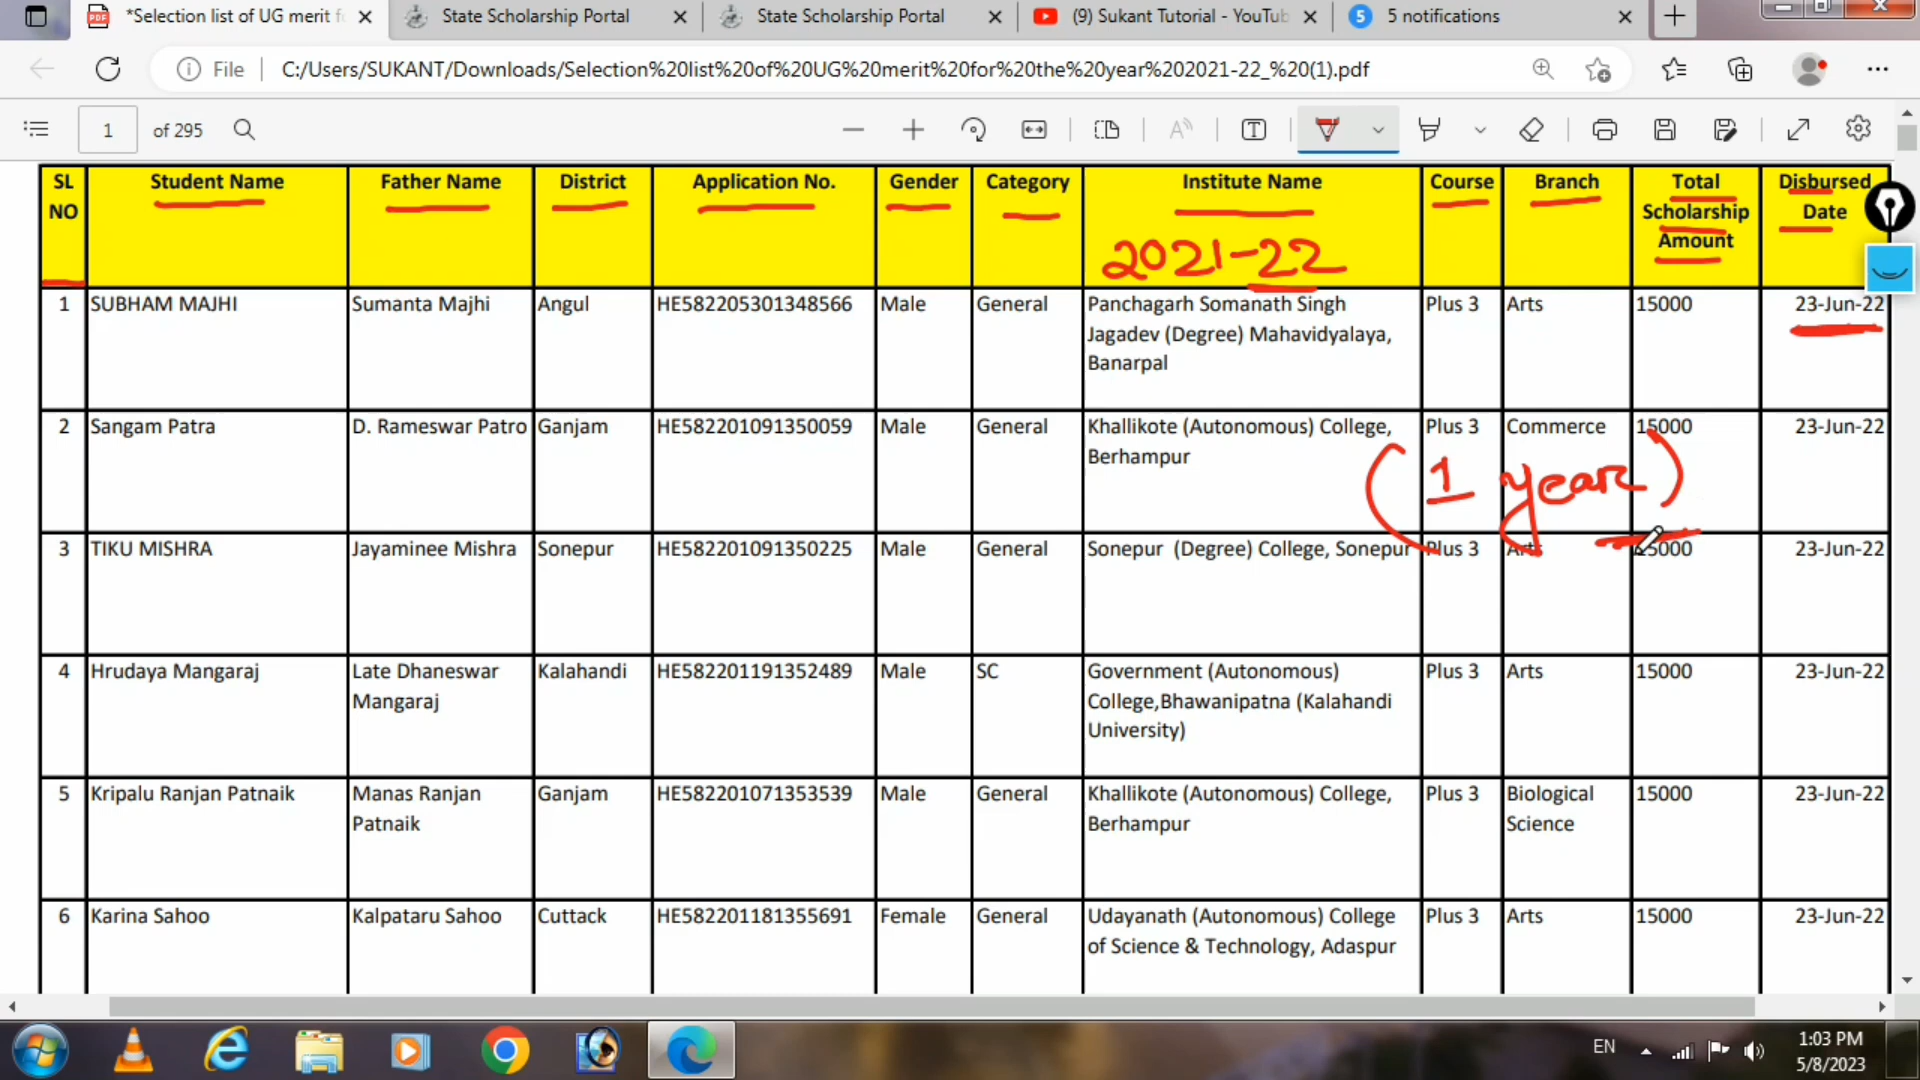 *Selection list of UG merit f
State Scholarship Portal
State Scholarship Portal
(9) Sukant Tutorial - YouTub
5
5 notifications
File
C:/Users/SUKANT/Downloads/Selection%20list%20of%20UG%20merit%20for%20the%20year%202021-22_%20(1).pdf
1 of 295
SL NO Student Name Father Name District Application No. Gender Category Institute Name Course Branch Total Scholarship Amount Disbursed Date
2021-22
1 SUBHAM MAJHI Sumanta Majhi Angul HE582205301348566 Male General Panchagarh Somanath Singh Plus 3 Arts 15000 23-Jun-22
Jagadev (Degree) Mahavidyalaya,
Banarpal
2 Sangam Patra D. Rameswar Patro Ganjam HE582201091350059 Male General Khallikote (Autonomous) College, Plus 3 Commerce 15000 23-Jun-22
Berhampur
(1 year)
3 TIKU MISHRA Jayaminee Mishra Sonepur HE582201091350225 Male General Sonepur (Degree) College, Sonepur Plus 3 Arts 15000 23-Jun-22
4 Hrudaya Mangaraj Late Dhaneswar Kalahandi HE582201191352489 Male SC Government (Autonomous) Plus 3 Arts 15000 23-Jun-22
Mangaraj College,Bhawanipatna (Kalahandi
University)
5 Kripalu Ranjan Patnaik Manas Ranjan Ganjam HE582201071353539 Male General Khallikote (Autonomous) College, Plus 3 Biological 15000 23-Jun-22
Patnaik Berhampur Science
6 Karina Sahoo Kalpataru Sahoo Cuttack HE582201181355691 Female General Udayanath (Autonomous) College Plus 3 Arts 15000 23-Jun-22
of Science & Technology, Adaspur
EN
1:03 PM
5/8/2023